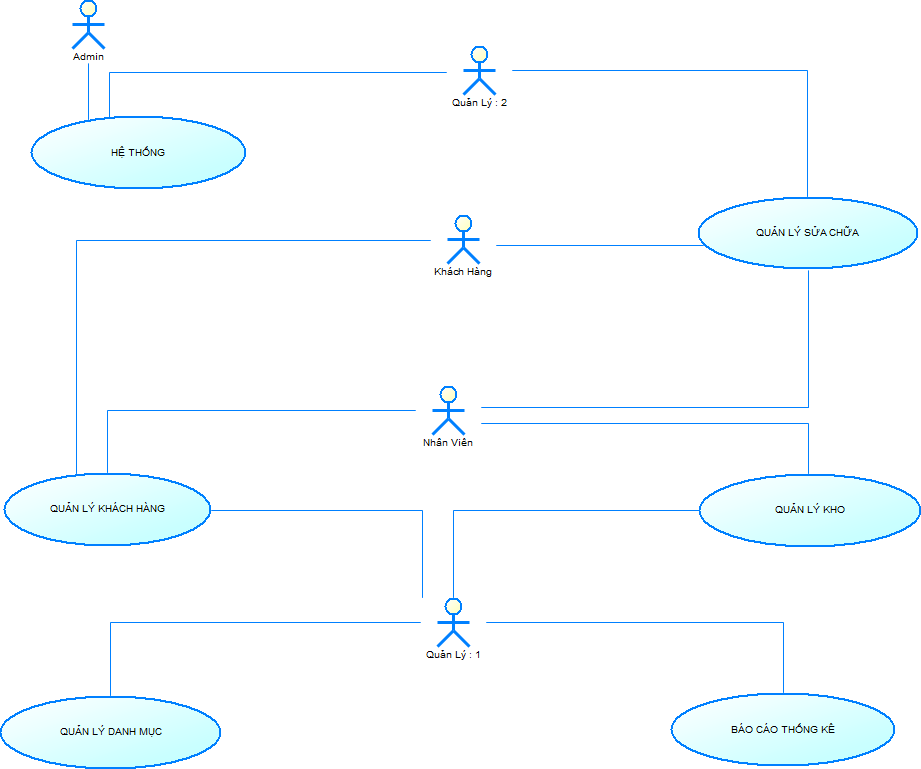 Admin
Quản Lý : 2
HỆ THỐNG
QUẢN LÝ SỬA CHỮA
Khách Hàng
Nhân Viên
QUẢN LÝ KHÁCH HÀNG
QUẢN LÝ KHO
Quản Lý : 1
QUẢN LÝ DANH MỤC
BÁO CÁO THỐNG KÊ